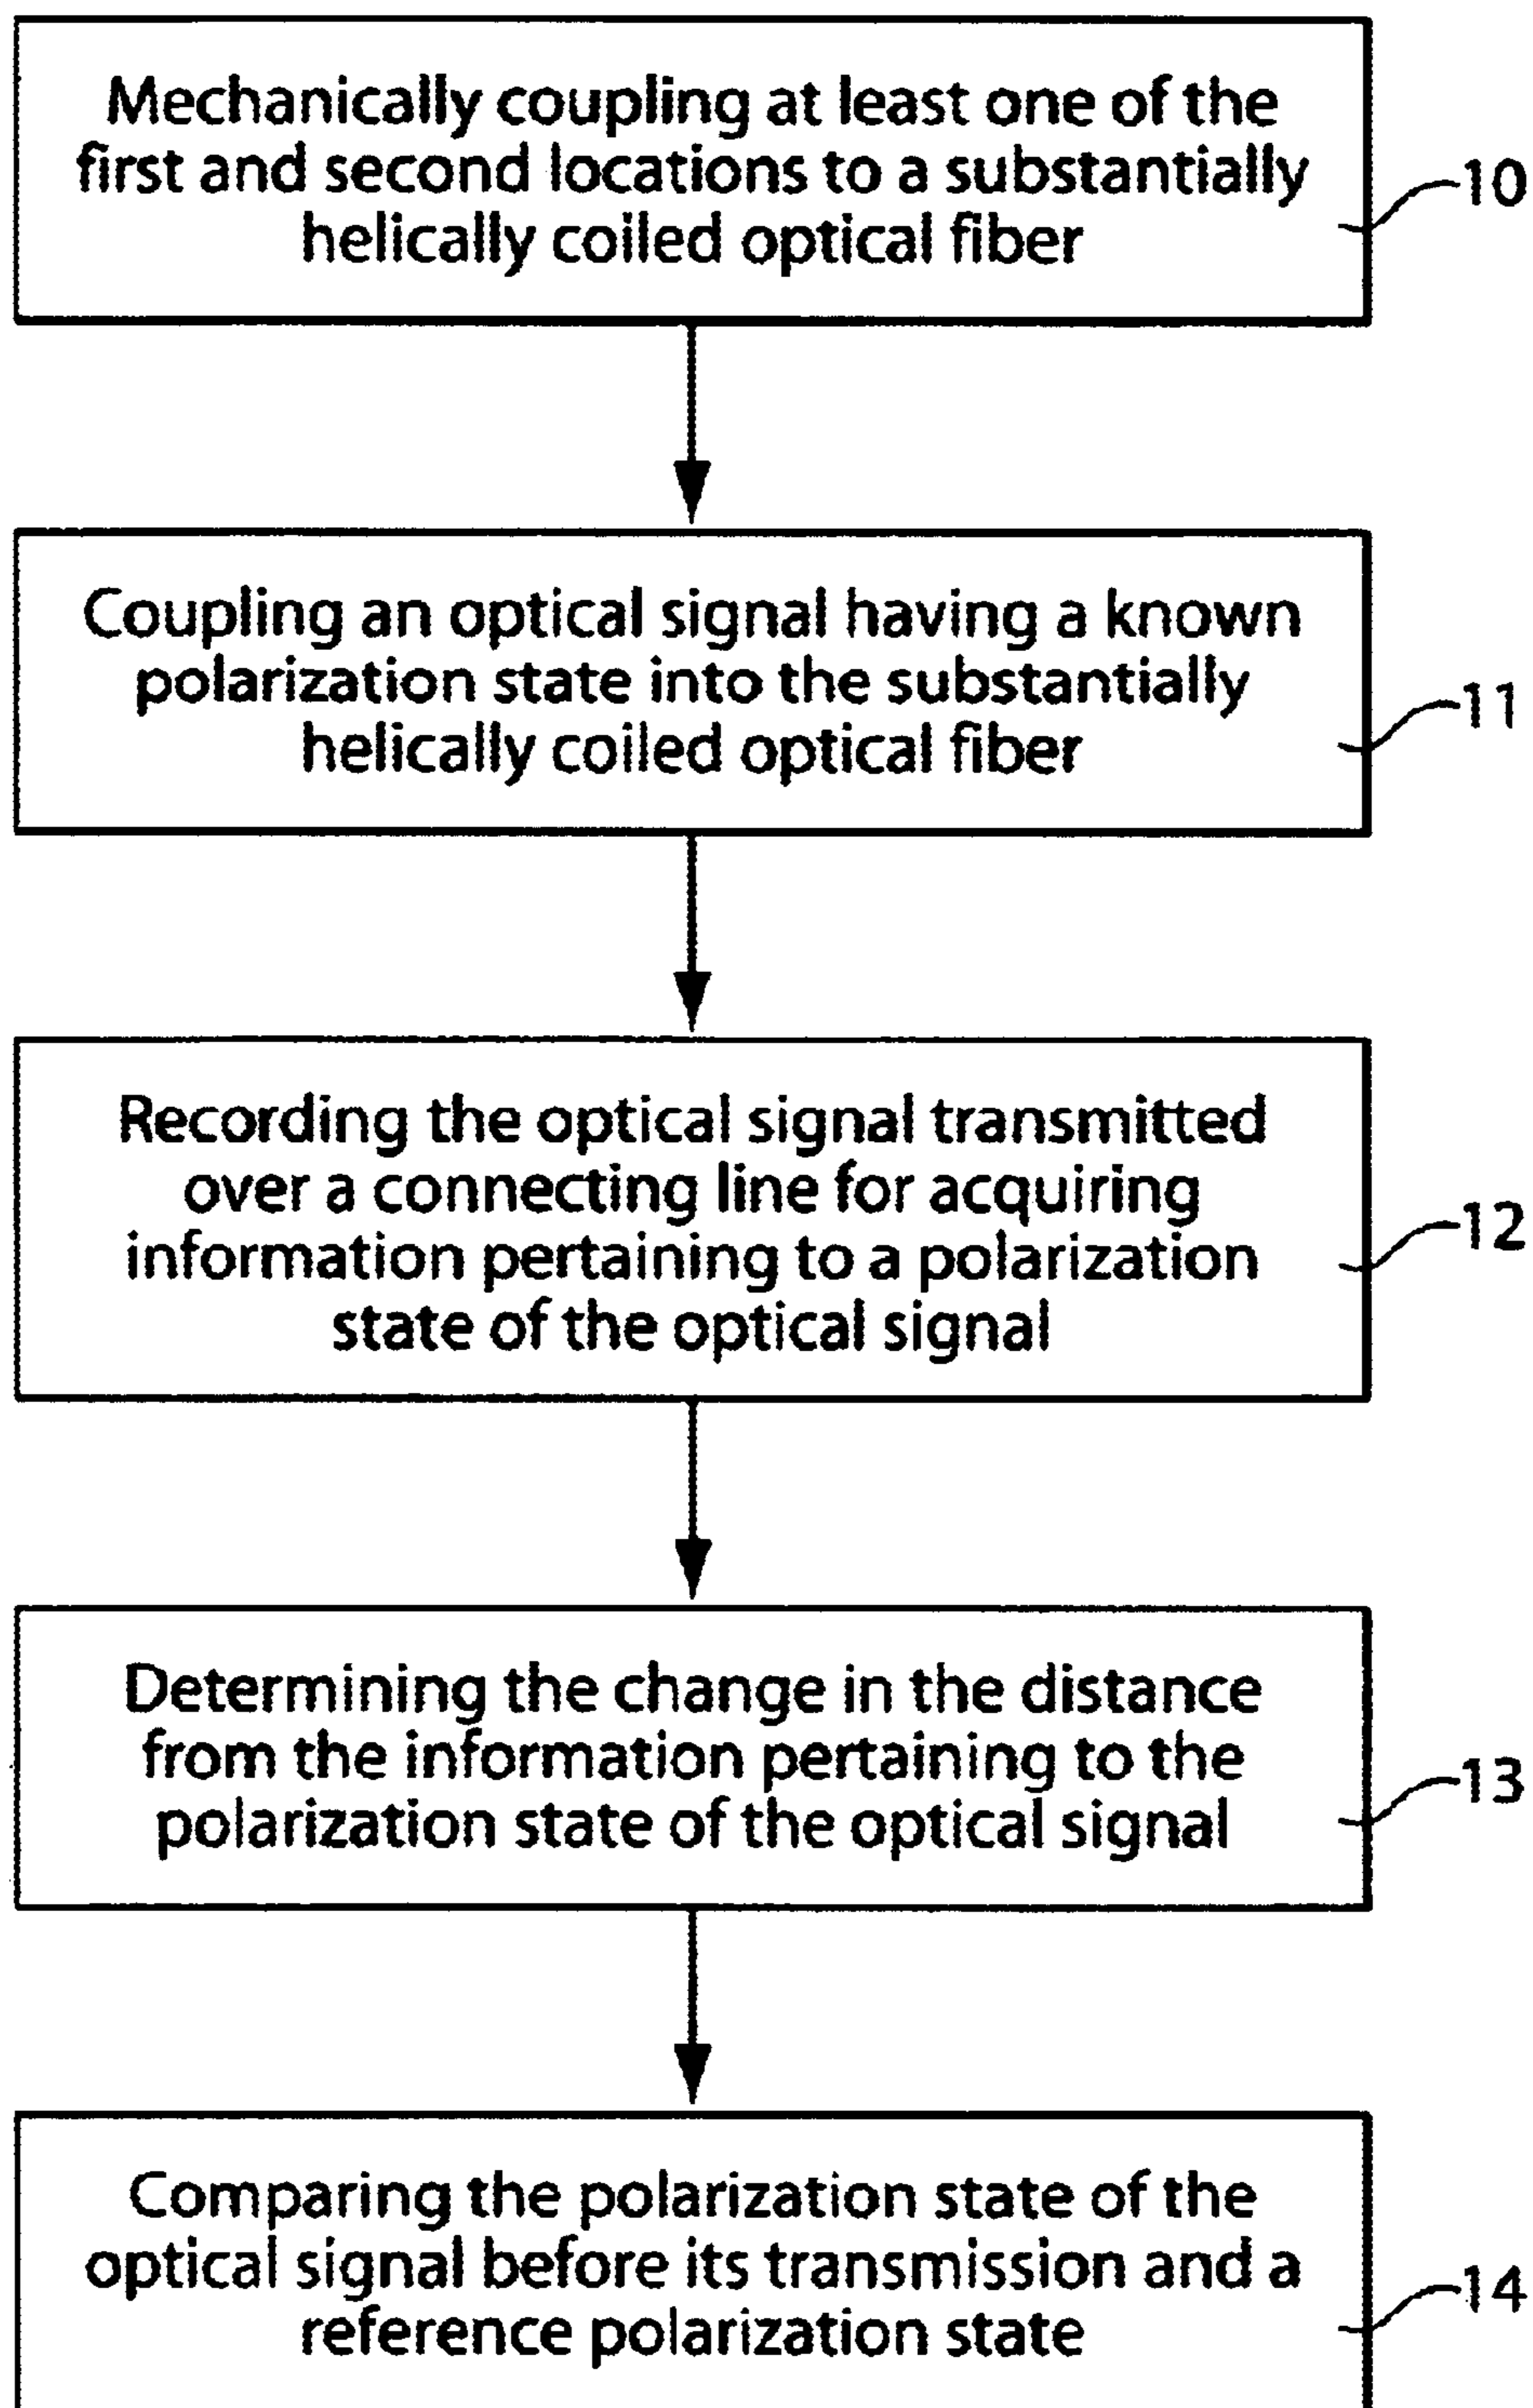 Mechanically coupling at least one of the
first and second locations to a substantially
helically coiled optical fiber
10
Coupling an optical signal having a known
polarization state into the substantially
helically coiled optical fiber
11
Recording the optical signal transmitted
over a connecting line for acquiring
information pertaining to a polarization
state of the optical signal
12
Determining the change in the distance
from the information pertaining to the
polarization state of the optical signal
13
Comparing the polarization state of the
optical signal before its transmission and a
reference polarization state
14